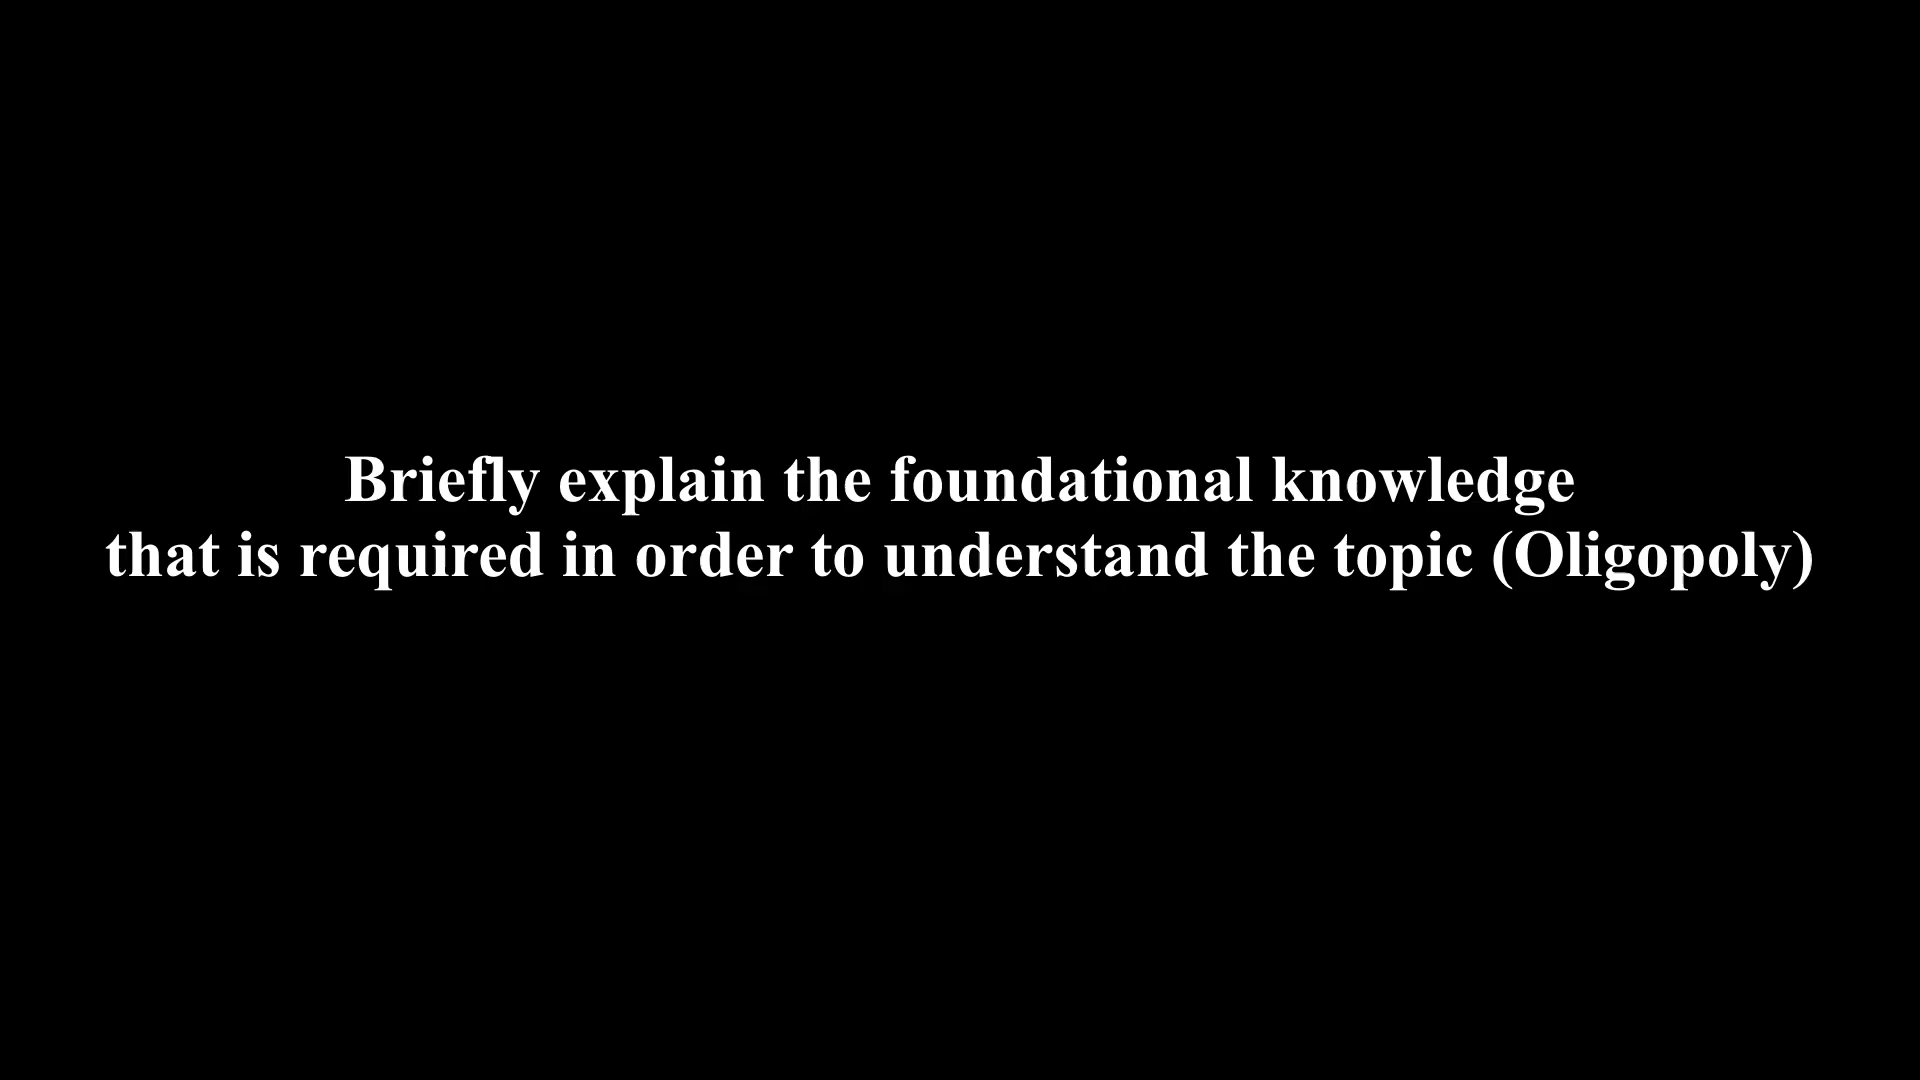 Briefly explain the foundational knowledge
that is required in order to understand the topic (Oligopoly)